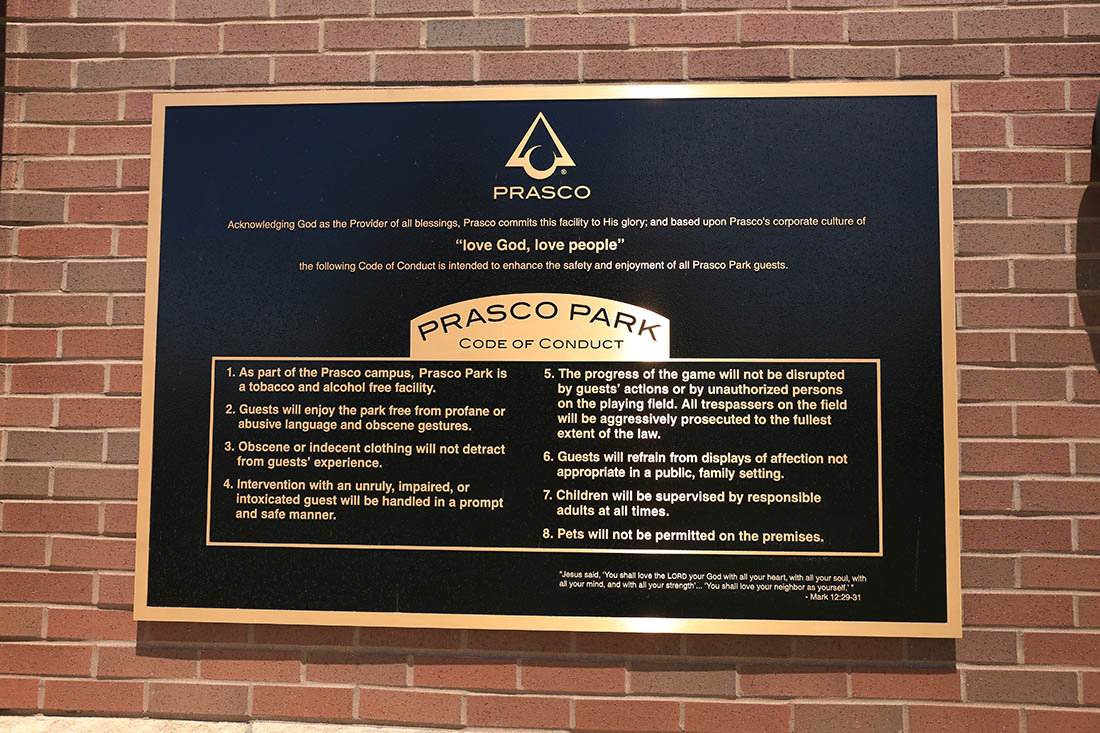 ®
PRASCO
Acknowledging God as the Provider of all blessings, Prasco commits this facility to His glory; and based upon Prasco's corporate culture of
“love God, love people”
the following Code of Conduct is intended to enhance the safety and enjoyment of all Prasco Park guests.
PRASCO PARK
CODE OF CONDUCT
1. As part of the Prasco campus, Prasco Park is
a tobacco and alcohol free facility.
2. Guests will enjoy the park free from profane or
abusive language and obscene gestures.
3. Obscene or indecent clothing will not detract
from guests’ experience.
4. Intervention with an unruly, impaired, or
intoxicated guest will be handled in a prompt
and safe manner.
5. The progress of the game will not be disrupted
by guests’ actions or by unauthorized persons
on the playing field. All trespassers on the field
will be aggressively prosecuted to the fullest
extent of the law.
6. Guests will refrain from displays of affection not
appropriate in a public, family setting.
7. Children will be supervised by responsible
adults at all times.
8. Pets will not be permitted on the premises.
"Jesus said, 'You shall love the LORD your God with all your heart, with all your soul, with
all your mind, and with all your strength'... 'You shall love your neighbor as yourself.' "
- Mark 12:29-31